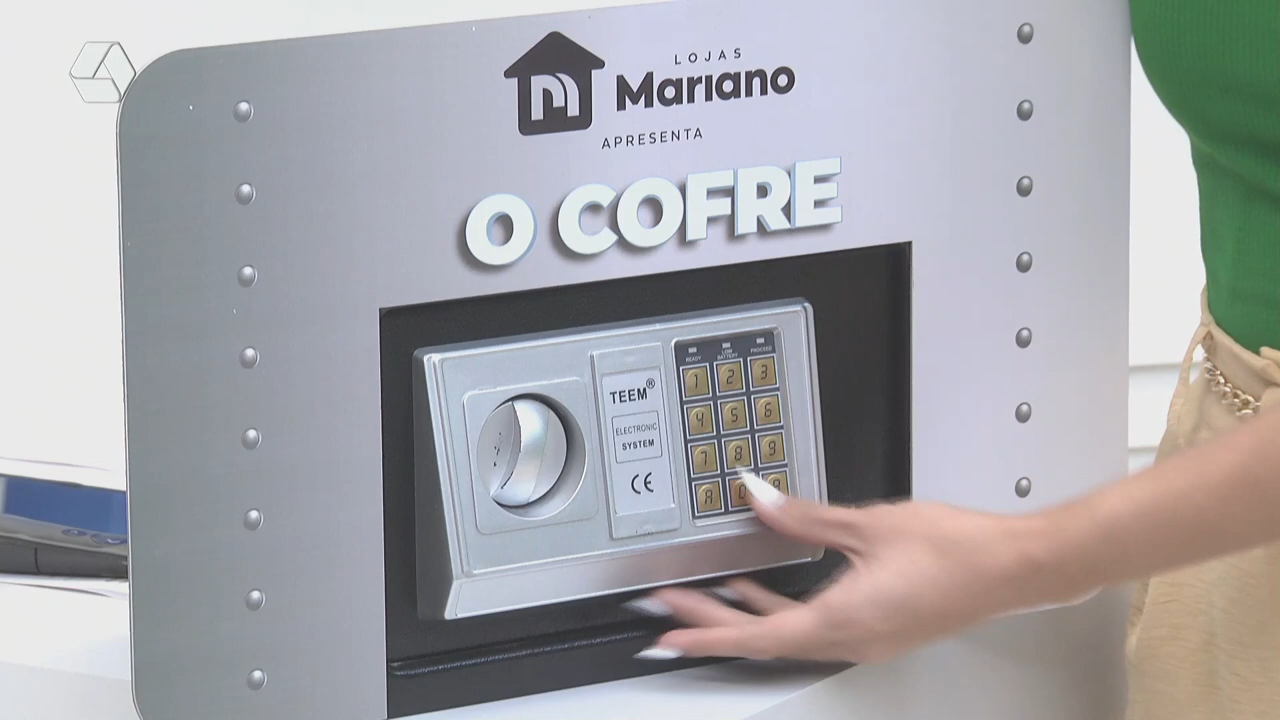 LOJAS
Mariano
APRESENTA
O COFRE
READY LOW BATTERY PROCEED
1 2 3
TEEM®
4 5 6
ELECTRONIC
SYSTEM
7 8 9
CE
A 0